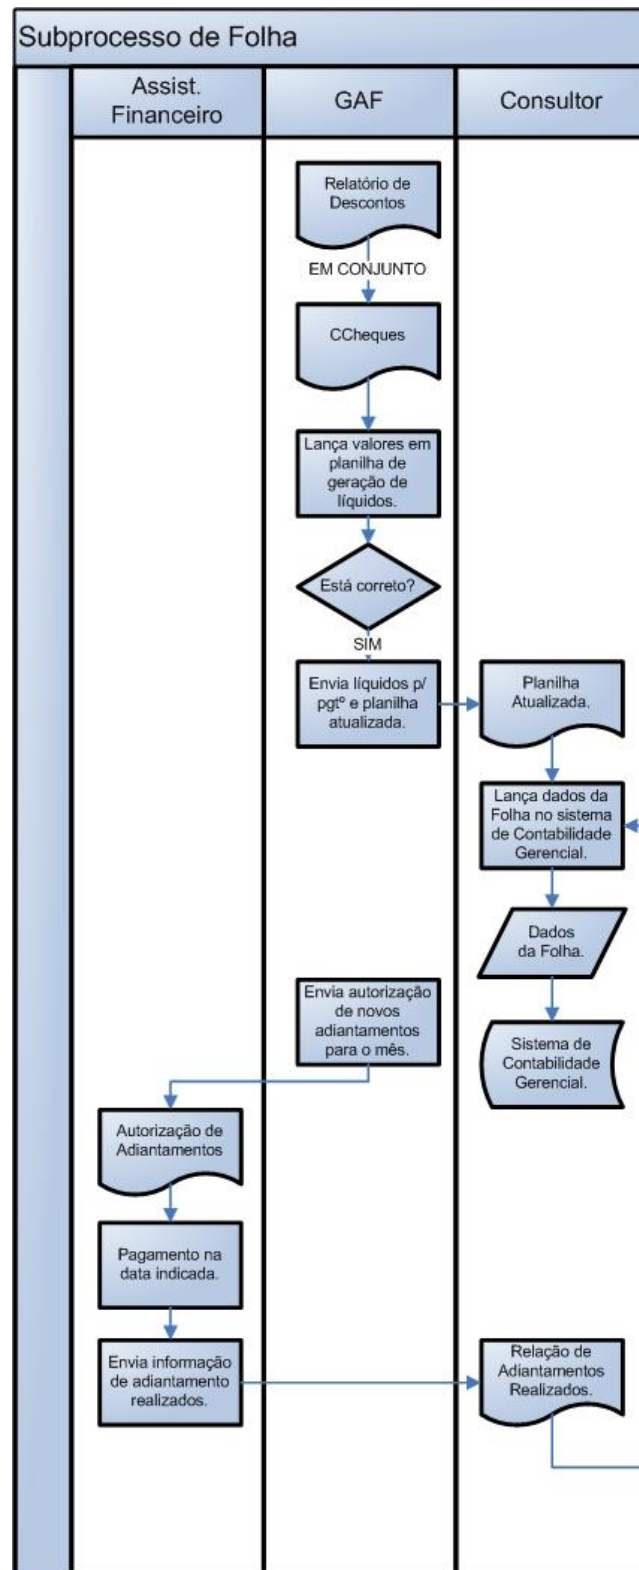 Subprocesso de Folha
Assist.
Financeiro
GAF
Consultor
Relatório de
Descontos
EM CONJUNTO
CCheques
Lança valores em
planilha de
geração de
líquidos.
Está correto?
SIM
Envia líquidos p/
pgtº e planilha
atualizada.
Planilha
Atualizada.
Lança dados da
Folha no sistema
de Contabilidade
Gerencial.
Dados
da Folha.
Sistema de
Contabilidade
Gerencial.
Envia autorização
de novos
adiantamentos
para o mês.
Autorização de
Adiantamentos
Pagamento na
data indicada.
Envia informação
de adiantamento
realizados.
Relação de
Adiantamentos
Realizados.